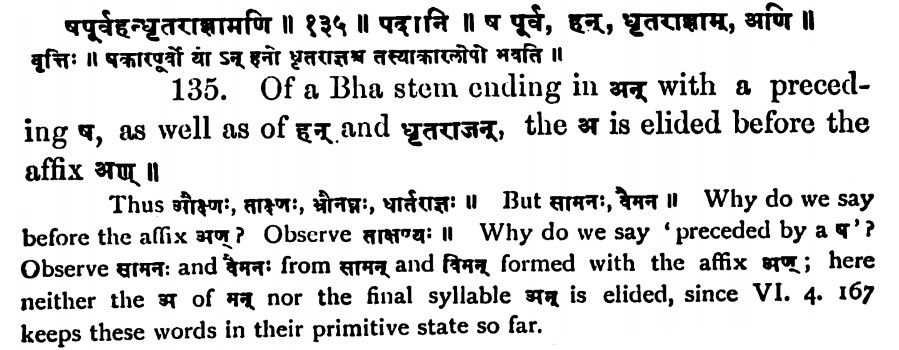 षपूर्वहन्धृतराज्ञामणि ॥ १३५ ॥ पदानि ॥ ष पूर्व, हन्, धृतराज्ञाम्, अणि ॥
वृत्तिः ॥ षकारपूर्वो यो ऽन् हनो धृतराज्ञश्च तस्याकारलोपो भवति ॥
135. Of a Bha stem ending in अन् with a preced-
ing ष, as well as of हन् and धृतराजन्, the अ is elided before the
affix अण् ॥
Thus औक्ष्णः, ताक्ष्णः, भ्रौनघ्नः, धार्तराज्ञः ॥ But सामनः, वैमन ॥ Why do we say
before the affix अण्? Observe ताक्षण्यः ॥ Why do we say 'preceded by a ष'?
Observe सामनः and वैमनः from सामन् and विमन् formed with the affix अण्; here
neither the अ of मन् nor the final syllable अन् is elided, since VI. 4. 167
keeps these words in their primitive state so far.